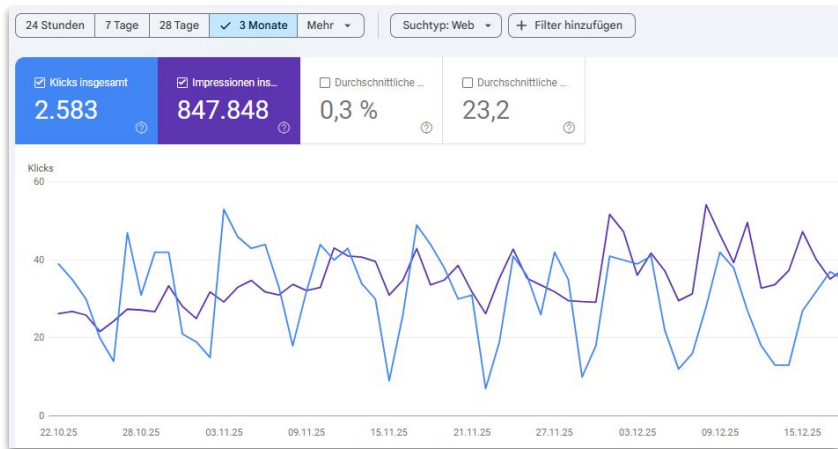 24 Stunden 7 Tage 28 Tage 3 Monate Mehr Suchtyp: Web + Filter hinzufügen
Klicks insgesamt Impressionen ins... Durchschnittliche ... Durchschnittliche ...
2.583 847.848 0,3 % 23,2
Klicks
60
40
20
0
22.10.25 28.10.25 03.11.25 09.11.25 15.11.25 21.11.25 27.11.25 03.12.25 09.12.25 15.12.25